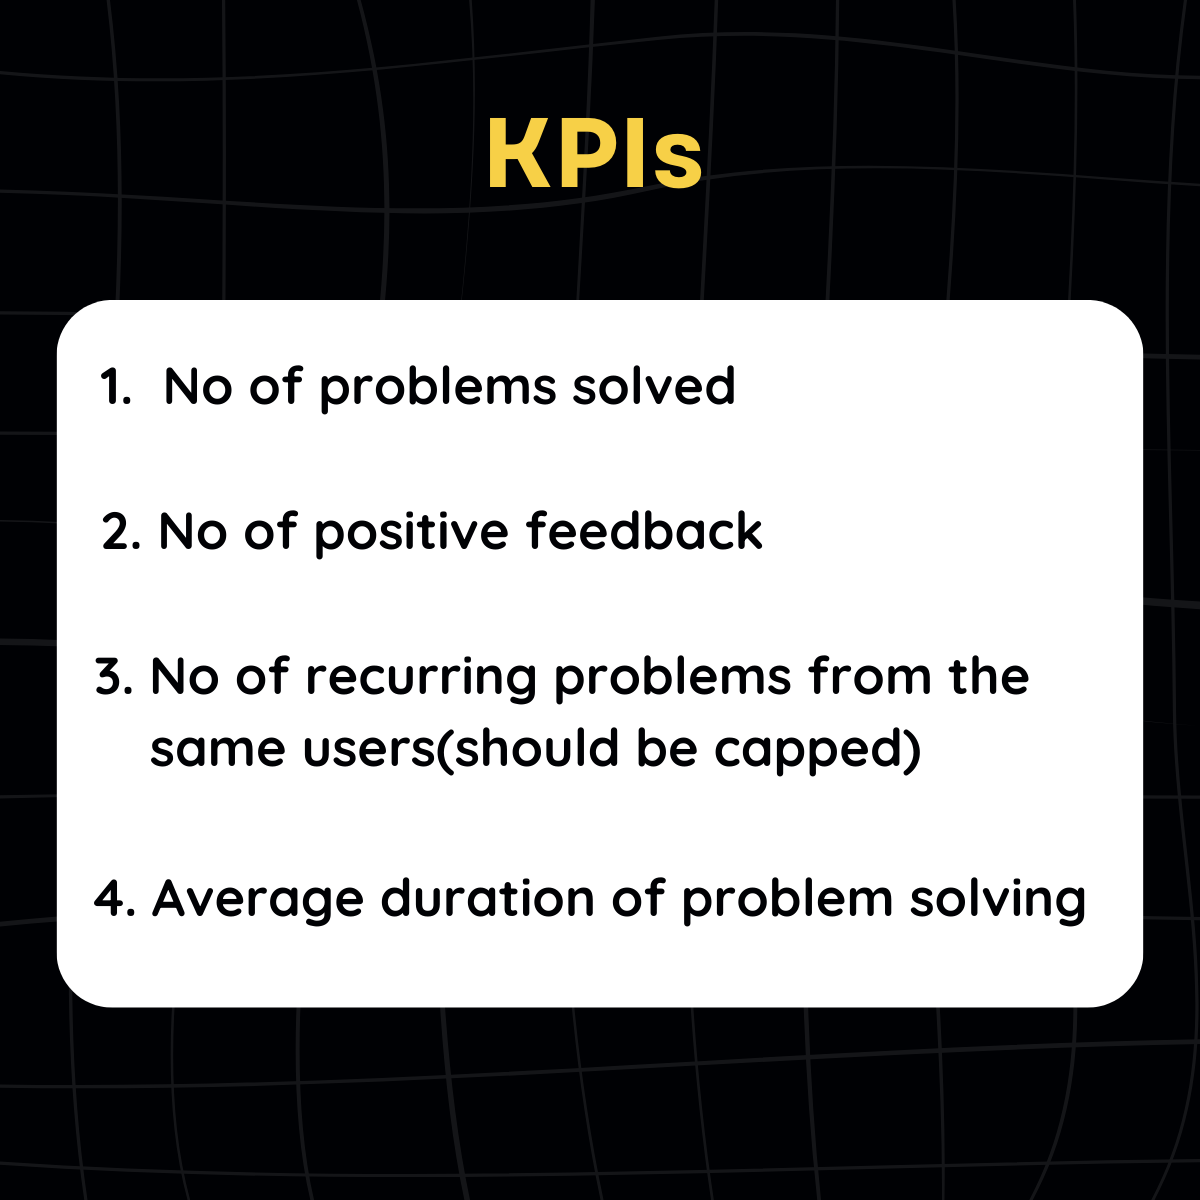 KPIs
1. No of problems solved
2. No of positive feedback
3. No of recurring problems from the
same users(should be capped)
4. Average duration of problem solving